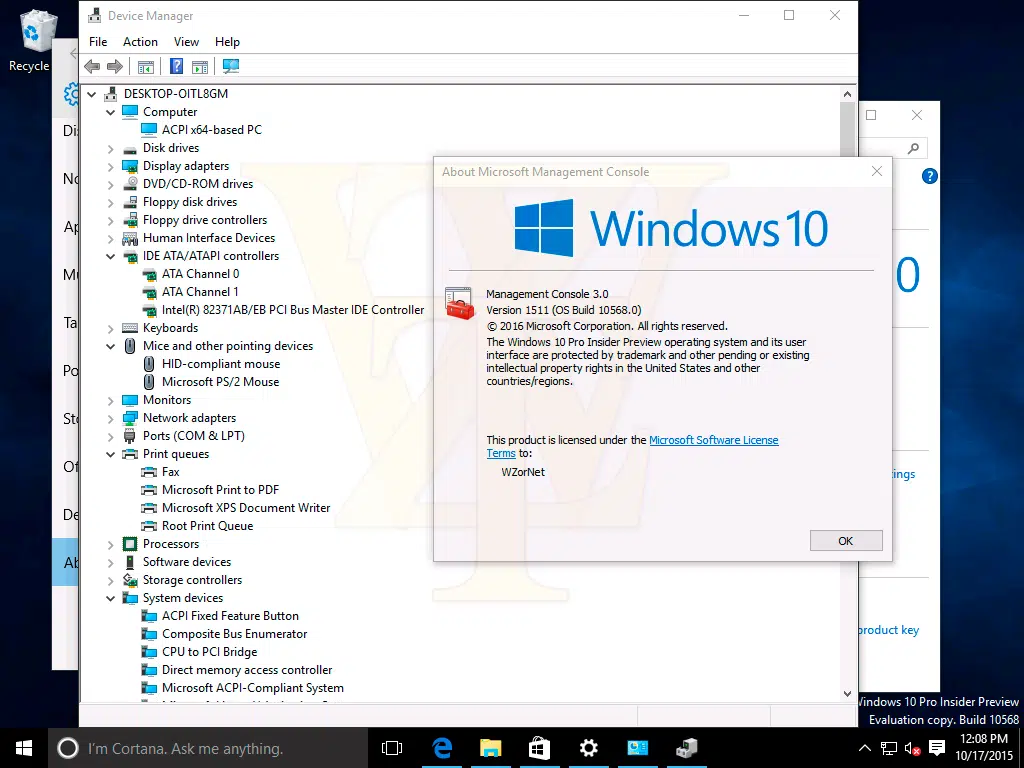 Recycle
Device Manager
File Action View Help
DESKTOP-OITL8GM
Computer
ACPI x64-based PC
Disk drives
Display adapters
DVD/CD-ROM drives
Floppy disk drives
Floppy drive controllers
Human Interface Devices
IDE ATA/ATAPI controllers
ATA Channel 0
ATA Channel 1
Intel(R) 82371AB/EB PCI Bus Master IDE Controller
Keyboards
Mice and other pointing devices
HID-compliant mouse
Microsoft PS/2 Mouse
Monitors
Network adapters
Ports (COM & LPT)
Print queues
Fax
Microsoft Print to PDF
Microsoft XPS Document Writer
Root Print Queue
Processors
Software devices
Storage controllers
System devices
ACPI Fixed Feature Button
Composite Bus Enumerator
CPU to PCI Bridge
Direct memory access controller
Microsoft ACPI-Compliant System
About Microsoft Management Console
Windows 10
Management Console 3.0
Version 1511 (OS Build 10568.0)
© 2016 Microsoft Corporation. All rights reserved.
The Windows 10 Pro Insider Preview operating system and its user
interface are protected by trademark and other pending or existing
intellectual property rights in the United States and other
countries/regions.
This product is licensed under the Microsoft Software License
Terms to:
WZorNet
OK
0
ings
product key
Windows 10 Pro Insider Preview
Evaluation copy. Build 10568
I'm Cortana. Ask me anything.
12:08 PM
10/17/2015